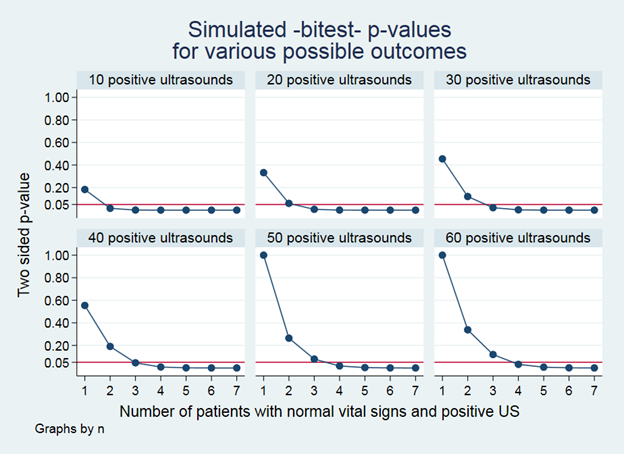 Simulated -bitest- p-values
for various possible outcomes
10 positive ultrasounds
20 positive ultrasounds
30 positive ultrasounds
1.00
0.80
0.60
0.40
0.20
0.05
40 positive ultrasounds
50 positive ultrasounds
60 positive ultrasounds
1.00
0.80
0.60
0.40
0.20
0.05
Two sided p-value
1 2 3 4 5 6 7
1 2 3 4 5 6 7
1 2 3 4 5 6 7
Number of patients with normal vital signs and positive US
Graphs by n